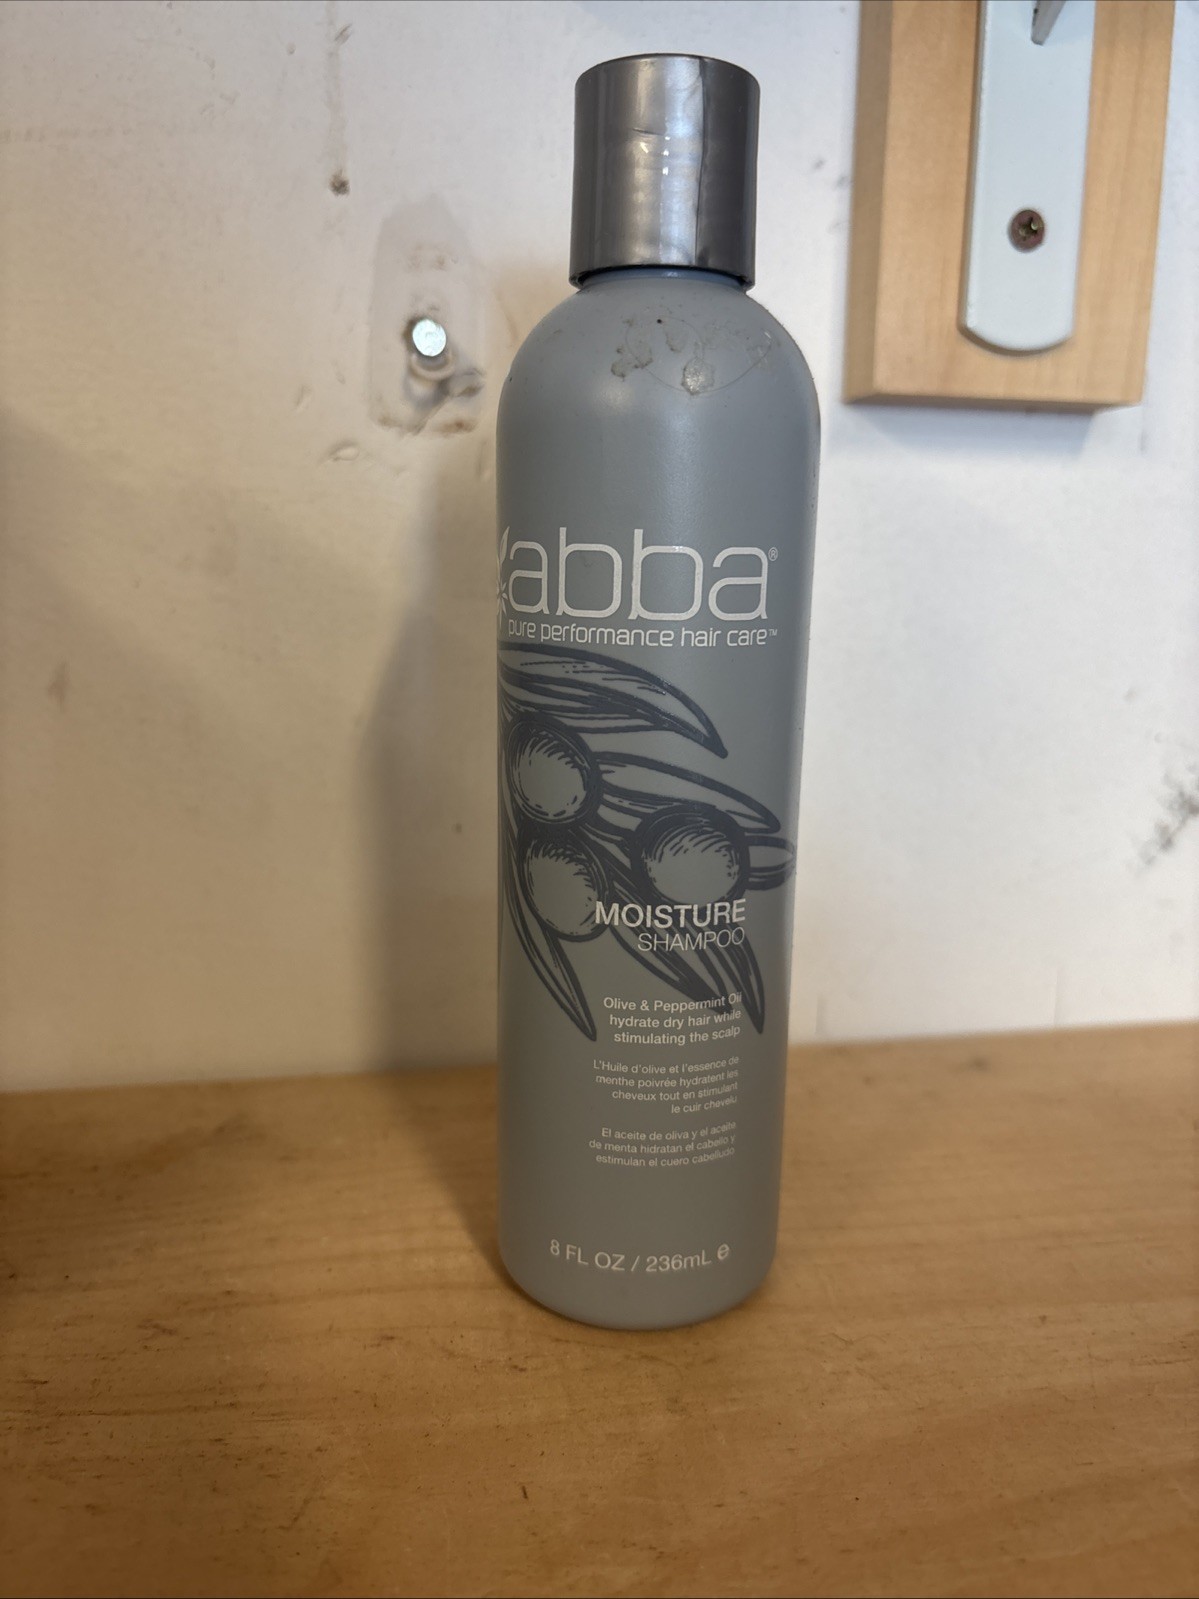 abba®
pure performance hair care™
MOISTURE
SHAMPOO
Olive & Peppermint Oil
hydrate dry hair while
stimulating the scalp
L'Huile d'olive et l'essence de
menthe poivrée hydratent les
cheveux tout en stimulant
le cuir chevelu
El aceite de oliva y el aceite
de menta hidratan el cabello y
estimulan el cuero cabelludo
8 FL OZ / 236mL ℮